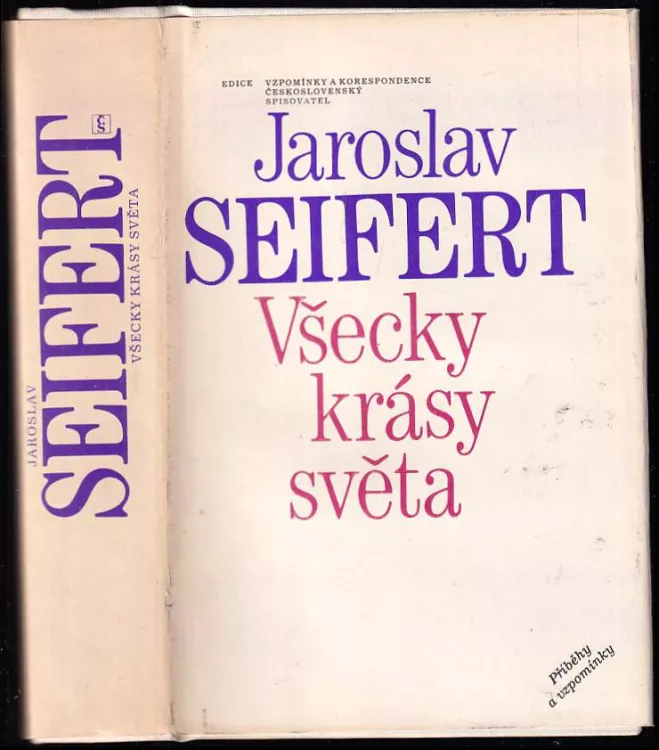 EDICE VZPOMÍNKY A KORESPONDENCE
ČESKOSLOVENSKÝ
SPISOVATEL
Jaroslav
SEIFERT
Všecky
krásy
světa
Příběhy
a vzpomínky
JAROSLAV
SEIFERT
VŠECKY KRÁSY SVĚTA